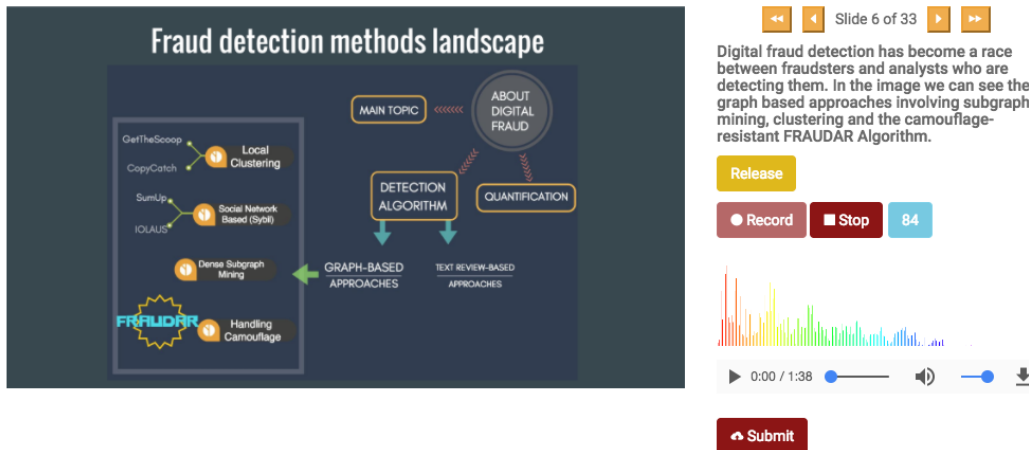 Fraud detection methods landscape
ABOUT
DIGITAL
FRAUD
MAIN TOPIC
DETECTION
ALGORITHM
QUANTIFICATION
GRAPH-BASED
APPROACHES
TEXT REVIEW-BASED
APPROACHES
GetTheScoop
CopyCatch
Local
Clustering
SumUp
IOLAUS
Social Network
Based (Sybil)
Dense Subgraph
Mining
FRAUDAR
Handling
Camouflage
Slide 6 of 33
Digital fraud detection has become a race
between fraudsters and analysts who are
detecting them. In the image we can see the
graph based approaches involving subgraph
mining, clustering and the camouflage-
resistant FRAUDAR Algorithm.
Release
Record
Stop
84
0:00 / 1:38
Submit